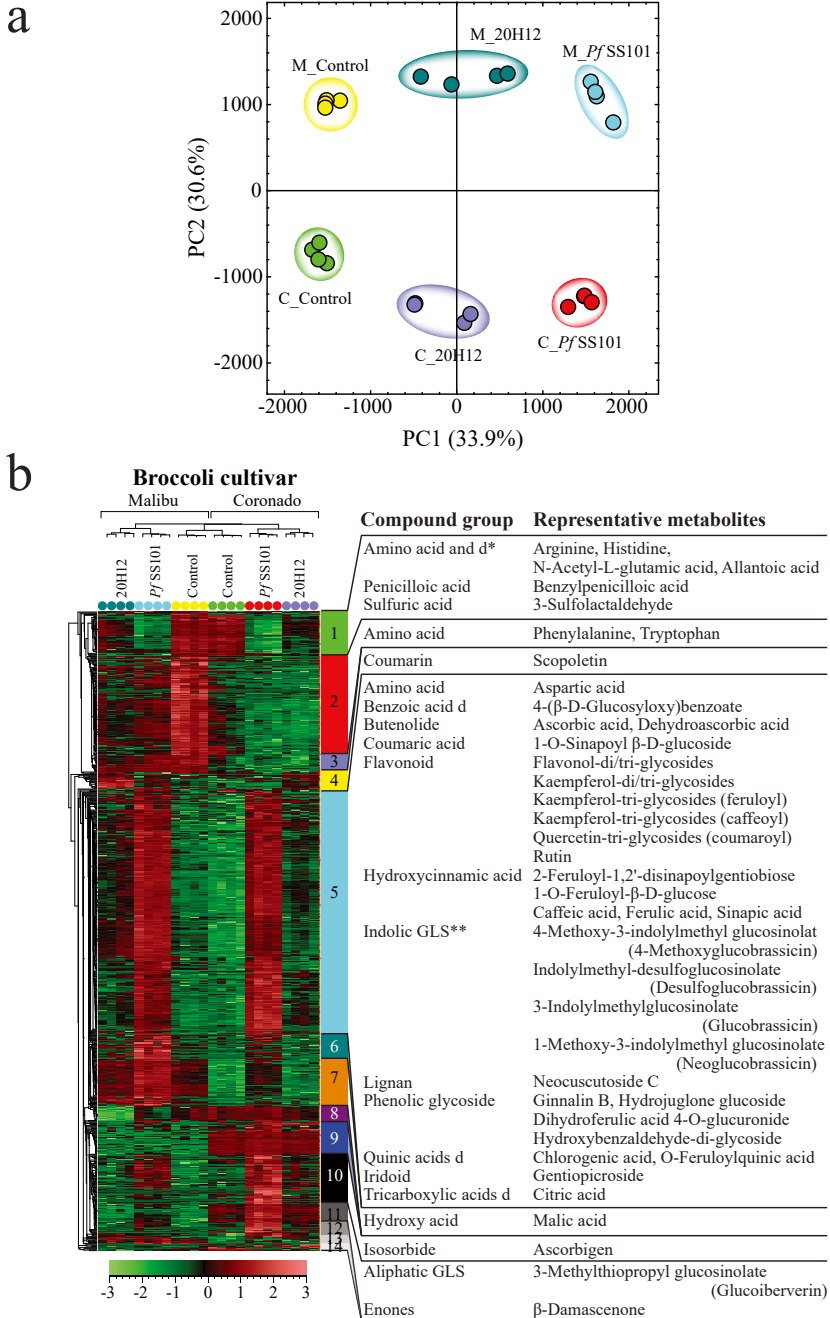 a
2000
1000
0
-1000
-2000
PC2 (30.6%)
M_Control
M_20H12
M_Pf SS101
C_Control
C_20H12
C_Pf SS101
-2000 -1000 0 1000 2000
PC1 (33.9%)
b
Broccoli cultivar
Malibu Coronado
20H12 Pf SS101 Control Control Pf SS101 20H12
1
2
3
4
5
6
7
8
9
10
11
12
13
14
-3 -2 -1 0 1 2 3
Compound group Representative metabolites
Amino acid and d* Arginine, Histidine,
N-Acetyl-L-glutamic acid, Allantoic acid
Penicilloic acid Benzylpenicilloic acid
Sulfuric acid 3-Sulfolactaldehyde
Amino acid Phenylalanine, Tryptophan
Coumarin Scopoletin
Amino acid Aspartic acid
Benzoic acid d 4-(β-D-Glucosyloxy)benzoate
Butenolide Ascorbic acid, Dehydroascorbic acid
Coumaric acid 1-O-Sinapoyl β-D-glucoside
Flavonoid Flavonol-di/tri-glycosides
Kaempferol-di/tri-glycosides
Kaempferol-tri-glycosides (feruloyl)
Kaempferol-tri-glycosides (caffeoyl)
Quercetin-tri-glycosides (coumaroyl)
Rutin
Hydroxycinnamic acid 2-Feruloyl-1,2'-disinapoylgentiobiose
1-O-Feruloyl-β-D-glucose
Caffeic acid, Ferulic acid, Sinapic acid
Indolic GLS** 4-Methoxy-3-indolylmethyl glucosinolat
(4-Methoxyglucobrassicin)
Indolylmethyl-desulfoglucosinolate
(Desulfoglucobrassicin)
3-Indolylmethylglucosinolate
(Glucobrassicin)
1-Methoxy-3-indolylmethyl glucosinolate
(Neoglucobrassicin)
Lignan Neocuscutoside C
Phenolic glycoside Ginnalin B, Hydrojuglone glucoside
Dihydroferulic acid 4-O-glucuronide
Hydroxybenzaldehyde-di-glycoside
Quinic acids d Chlorogenic acid, O-Feruloylquinic acid
Iridoid Gentiopicroside
Tricarboxylic acids d Citric acid
Hydroxy acid Malic acid
Isosorbide Ascorbigen
Aliphatic GLS 3-Methylthiopropyl glucosinolate
(Glucoiberverin)
Enones β-Damascenone